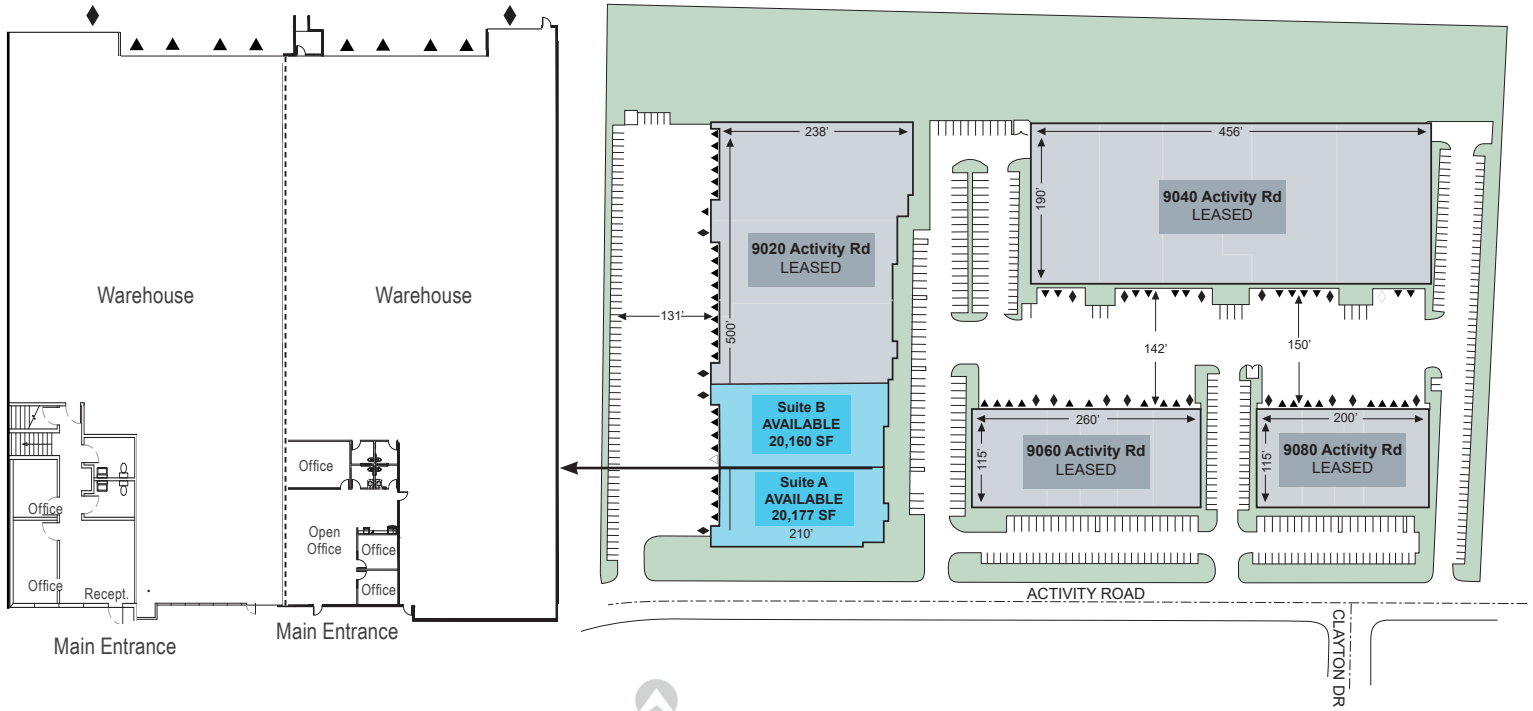 Warehouse
Warehouse
Office
Office
Recept.
Office
Open
Office
Office
Office
Main Entrance
Main Entrance
238'
500'
131'
9020 Activity Rd
LEASED
Suite B
AVAILABLE
20,160 SF
Suite A
AVAILABLE
20,177 SF
210'
456'
190'
9040 Activity Rd
LEASED
142'
150'
260'
115'
9060 Activity Rd
LEASED
200'
115'
9080 Activity Rd
LEASED
ACTIVITY ROAD
CLAYTON DR